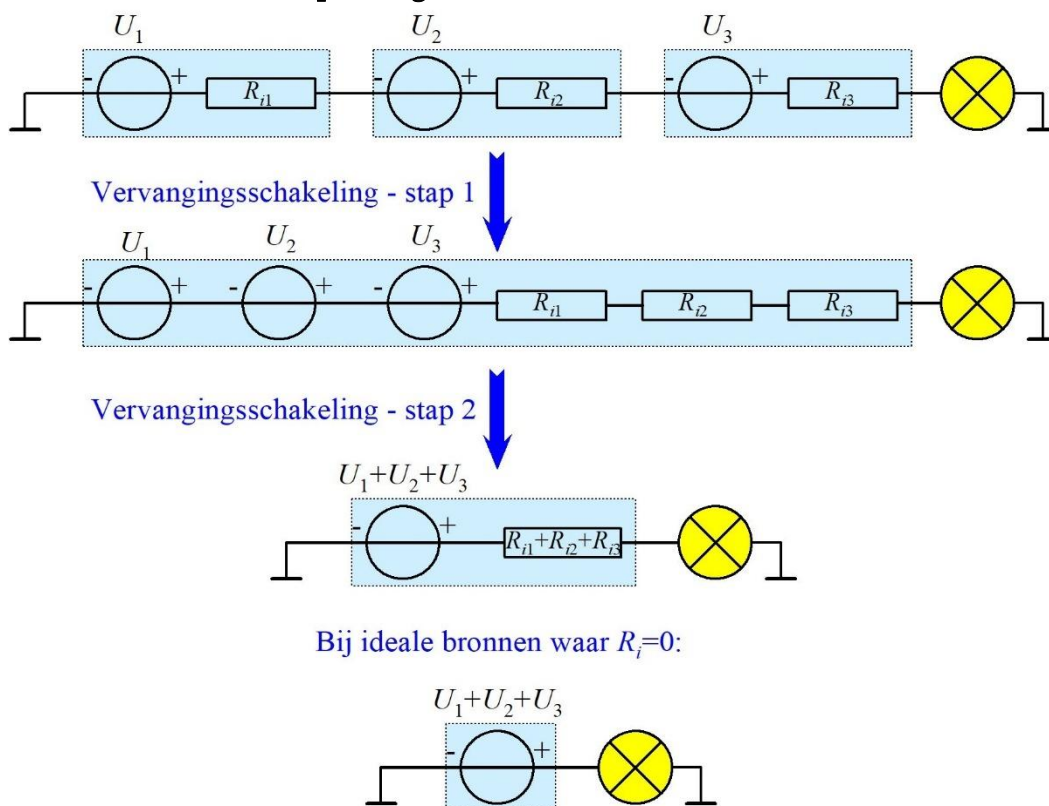 U1 U2 U3
- + Ri1 - + Ri2 - + Ri3
Vervangingsschakeling - stap 1
U1 U2 U3
- + - + - + Ri1 Ri2 Ri3
Vervangingsschakeling - stap 2
U1+U2+U3
- + Ri1+Ri2+Ri3
Bij ideale bronnen waar Ri=0:
U1+U2+U3
- +